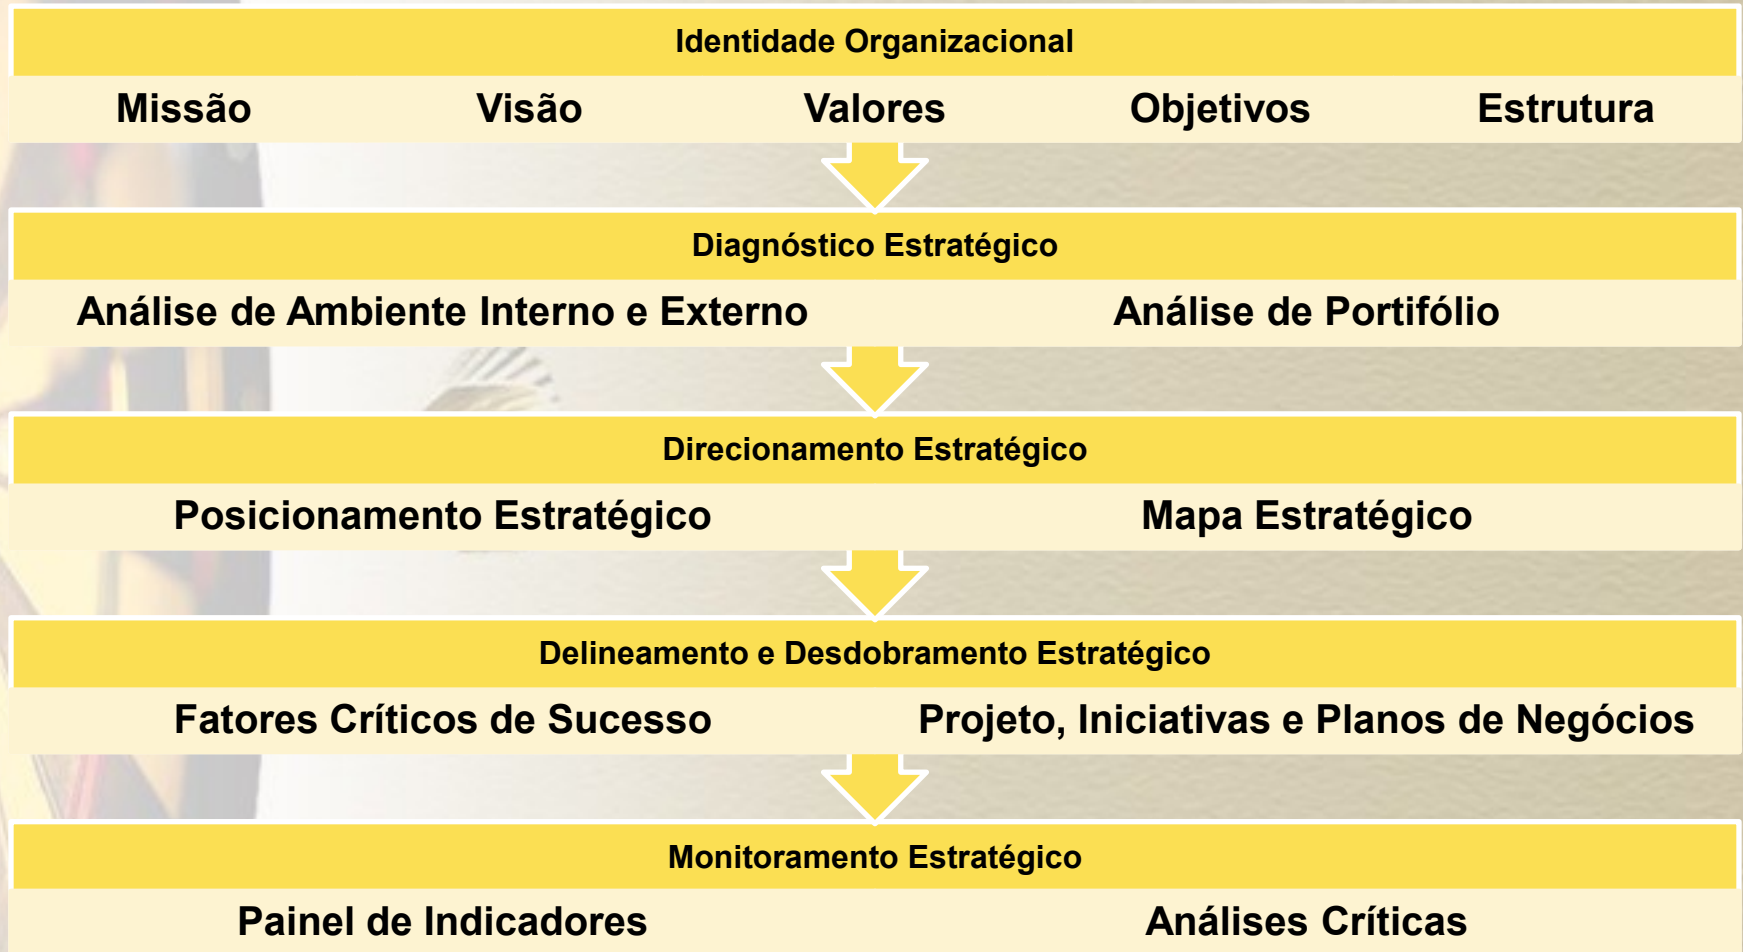 Identidade Organizacional
Missão Visão Valores Objetivos Estrutura
Diagnóstico Estratégico
Análise de Ambiente Interno e Externo Análise de Portifólio
Direcionamento Estratégico
Posicionamento Estratégico Mapa Estratégico
Delineamento e Desdobramento Estratégico
Fatores Críticos de Sucesso Projeto, Iniciativas e Planos de Negócios
Monitoramento Estratégico
Painel de Indicadores Análises Críticas